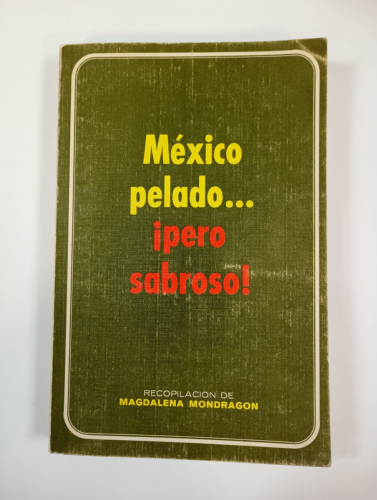 México
pelado...
¡pero
sabroso!
RECOPILACION DE
MAGDALENA MONDRAGON